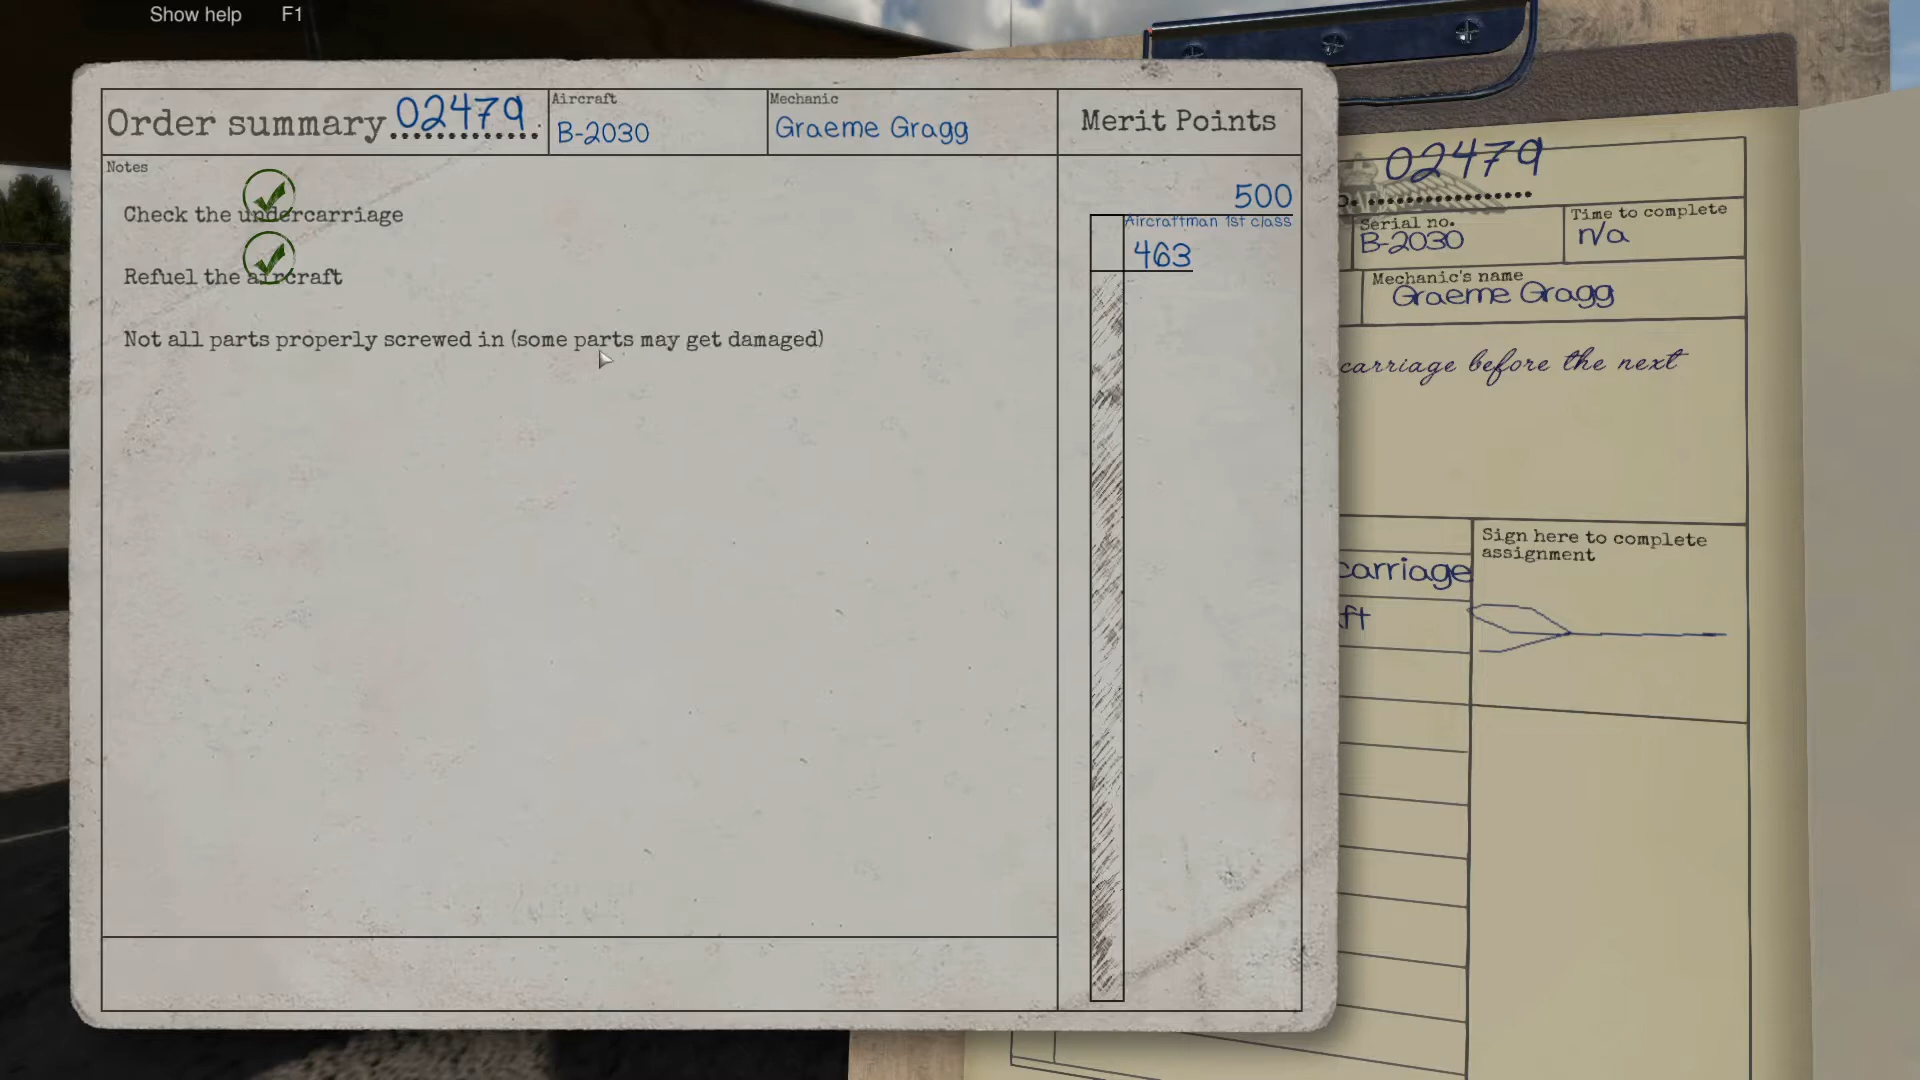 Show help F1
Order summary 02479
Aircraft
B-2030
Mechanic
Graeme Gragg
Merit Points
Notes
Check the undercarriage
Refuel the aircraft
Not all parts properly screwed in (some parts may get damaged)
500
Aircraftman 1st class
463
02479
Serial no.
B-2030
Time to complete
n/a
Mechanic's name
Graeme Gragg
carriage before the next
Sign here to complete
assignment
carriage
ft